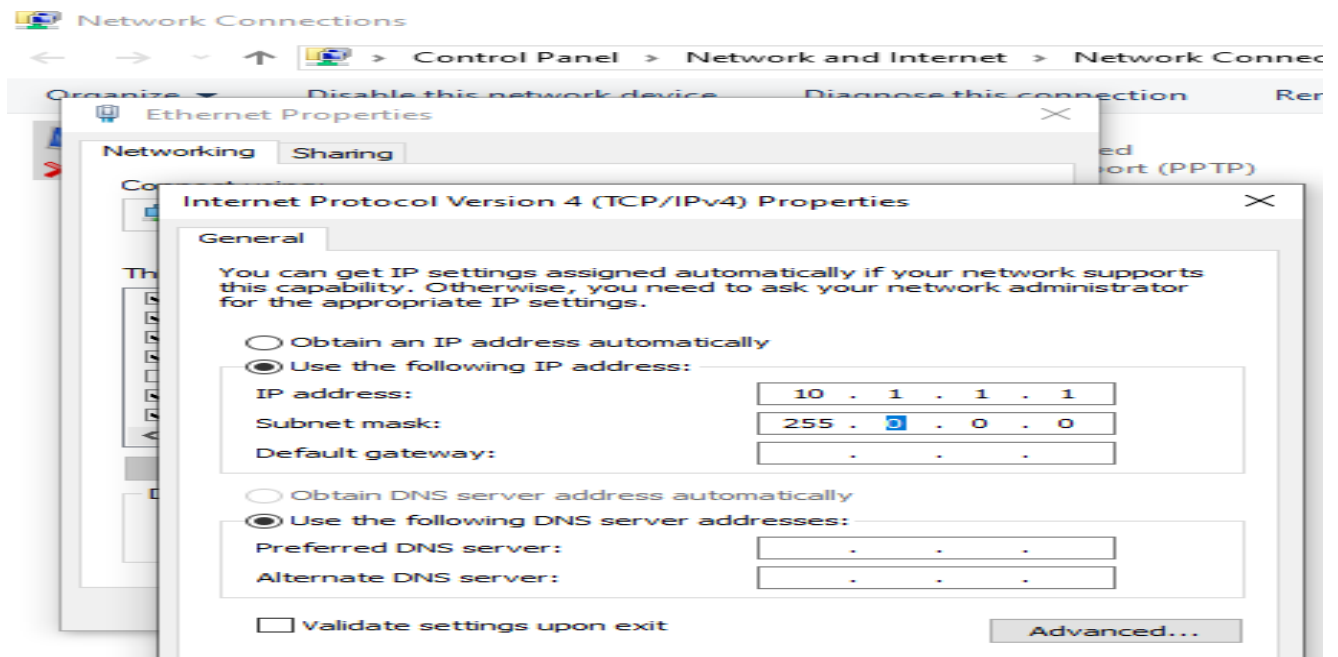 Network Connections
Control Panel > Network and Internet > Network Connec
Organize Disable this network device Diagnose this connection Ren
Ethernet Properties
ed
Networking Sharing
port (PPTP)
Connect using:
Internet Protocol Version 4 (TCP/IPv4) Properties
General
Th
You can get IP settings assigned automatically if your network supports
this capability. Otherwise, you need to ask your network administrator
for the appropriate IP settings.
Obtain an IP address automatically
Use the following IP address:
IP address: 10 . 1 . 1 . 1
Subnet mask: 255 . 0 . 0 . 0
Default gateway: . . .
Obtain DNS server address automatically
Use the following DNS server addresses:
Preferred DNS server: . . .
Alternate DNS server: . . .
Validate settings upon exit
Advanced...